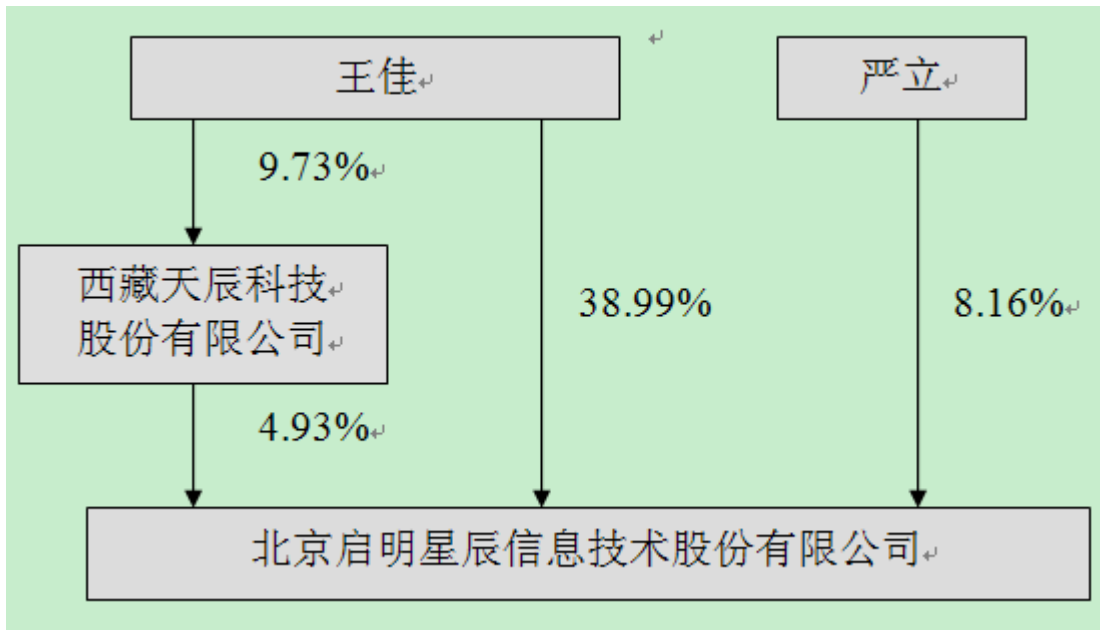 王佳
严立
9.73%
西藏天辰科技
股份有限公司
38.99%
8.16%
4.93%
北京启明星辰信息技术股份有限公司